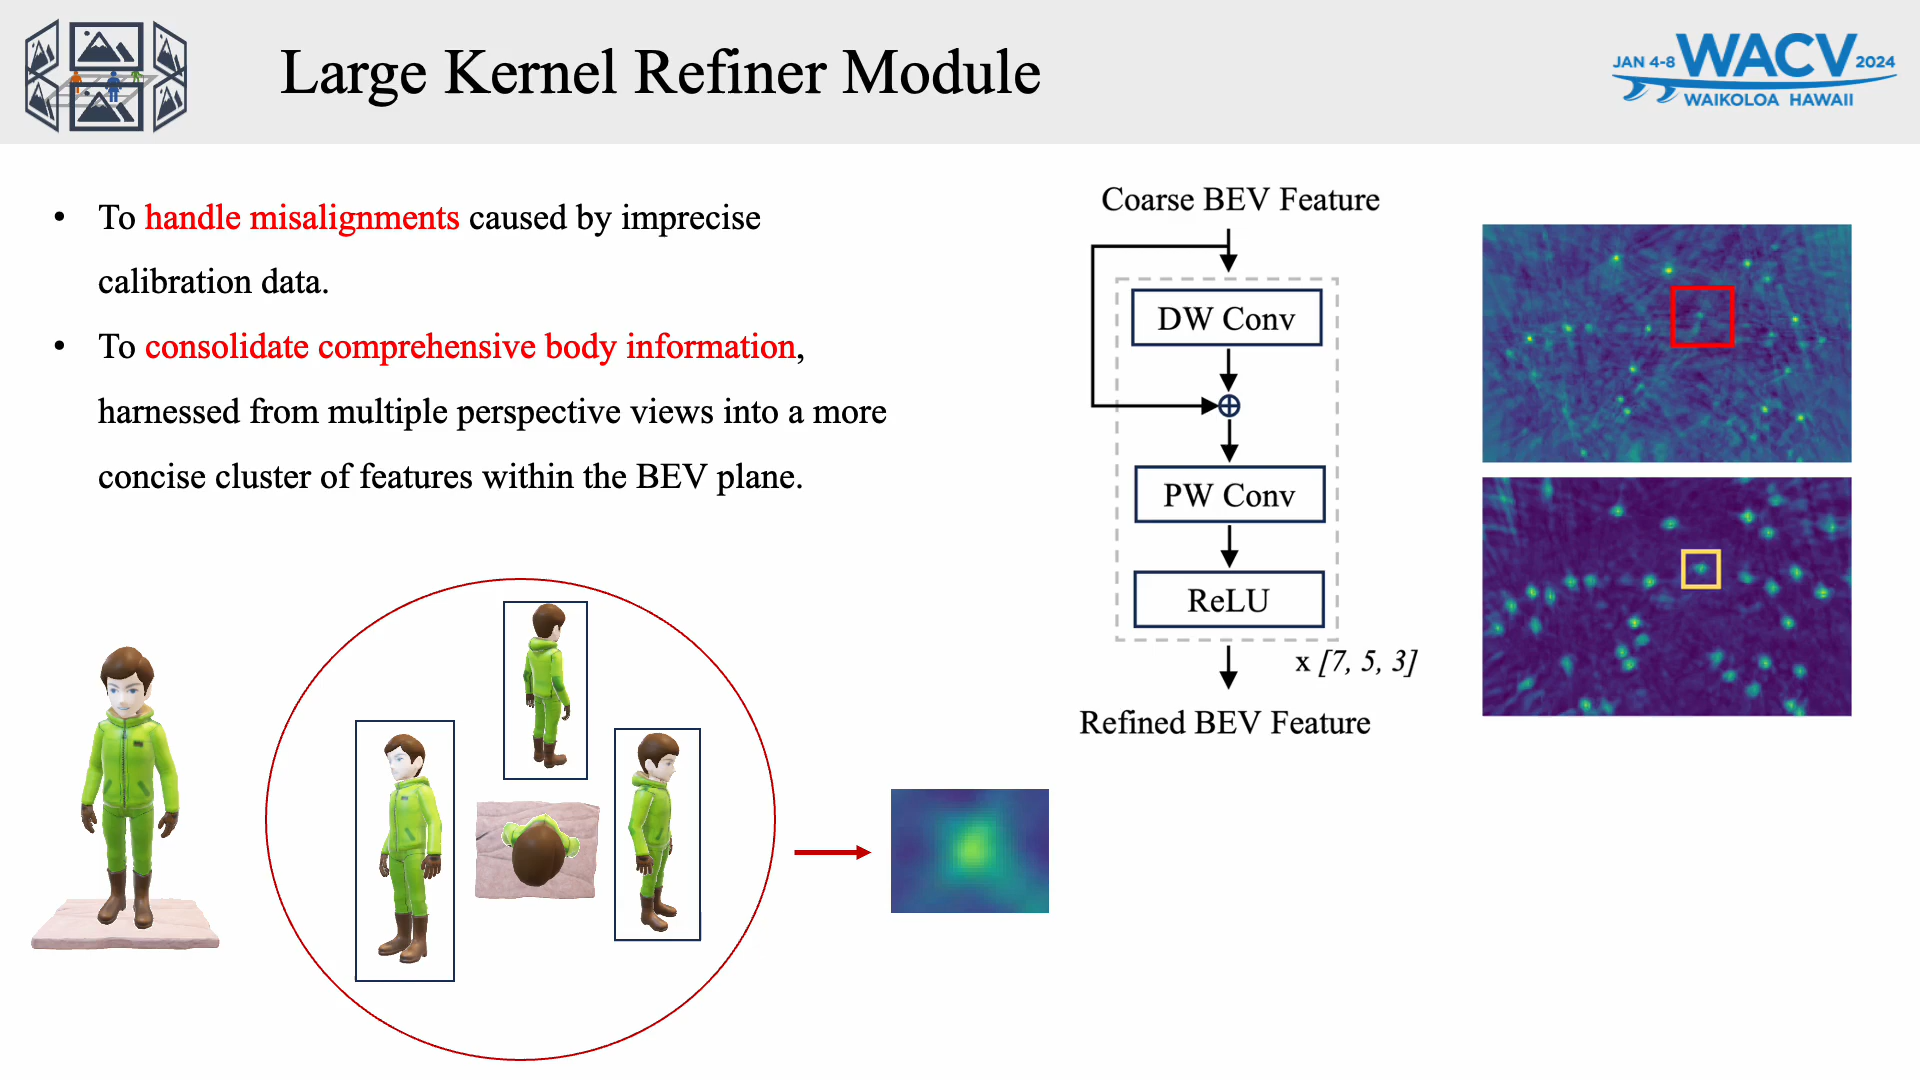 Large Kernel Refiner Module
JAN 4-8 WACV 2024
WAIKOLOA HAWAII
• To handle misalignments caused by imprecise
calibration data.
• To consolidate comprehensive body information,
harnessed from multiple perspective views into a more
concise cluster of features within the BEV plane.
Coarse BEV Feature
DW Conv
PW Conv
ReLU
x [7, 5, 3]
Refined BEV Feature